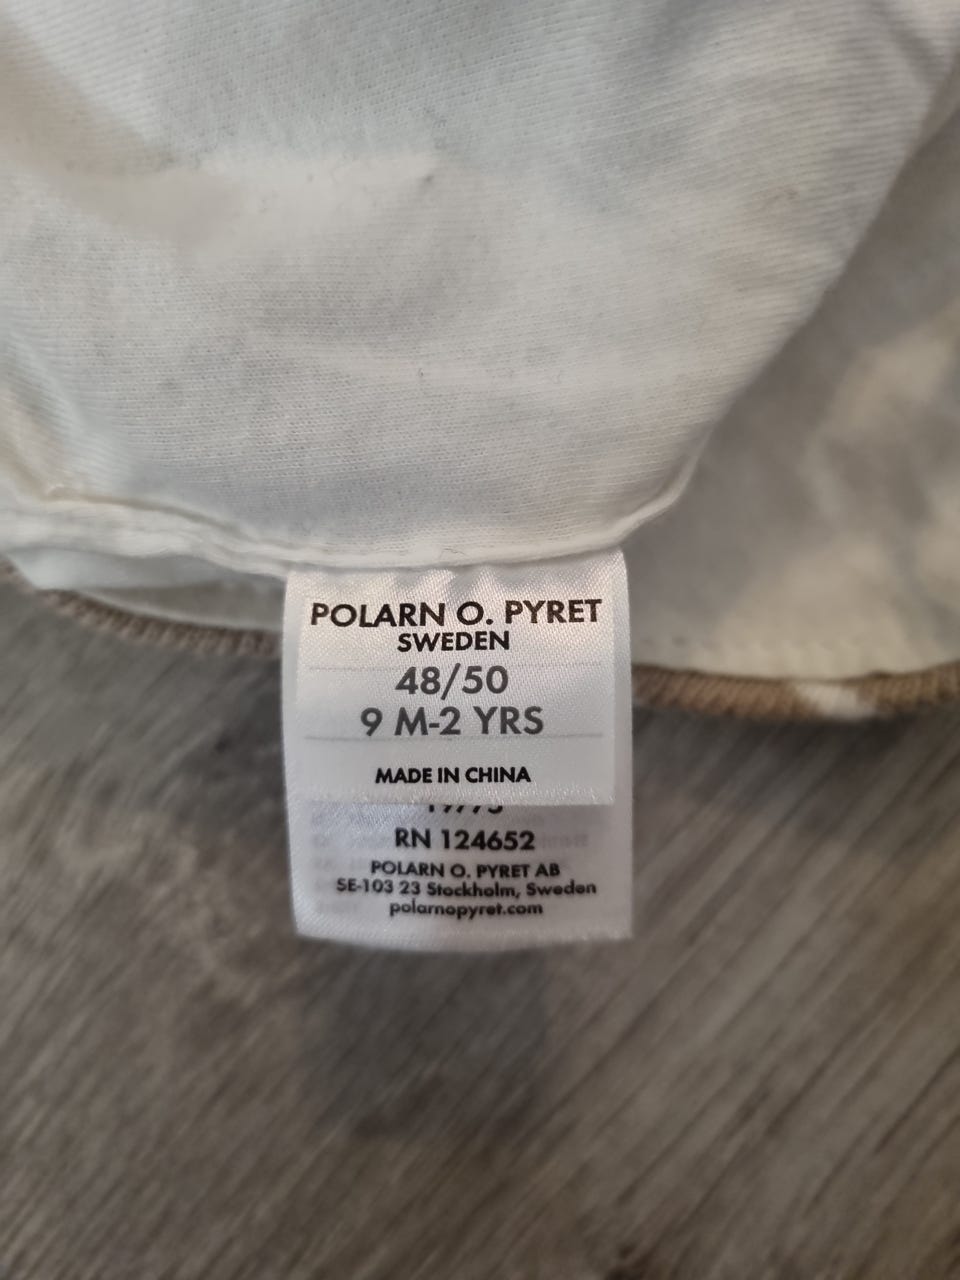 POLARN O. PYRET
SWEDEN
48/50
9 M-2 YRS
MADE IN CHINA
RN 124652
POLARN O. PYRET AB
SE-103 23 Stockholm, Sweden
polarnopyret.com